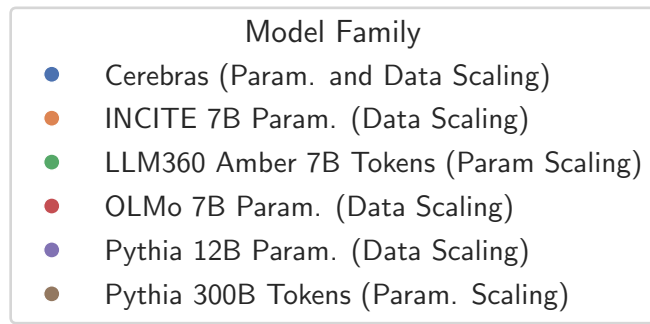 Model Family
Cerebras (Param. and Data Scaling)
INCITE 7B Param. (Data Scaling)
LLM360 Amber 7B Tokens (Param Scaling)
OLMo 7B Param. (Data Scaling)
Pythia 12B Param. (Data Scaling)
Pythia 300B Tokens (Param. Scaling)